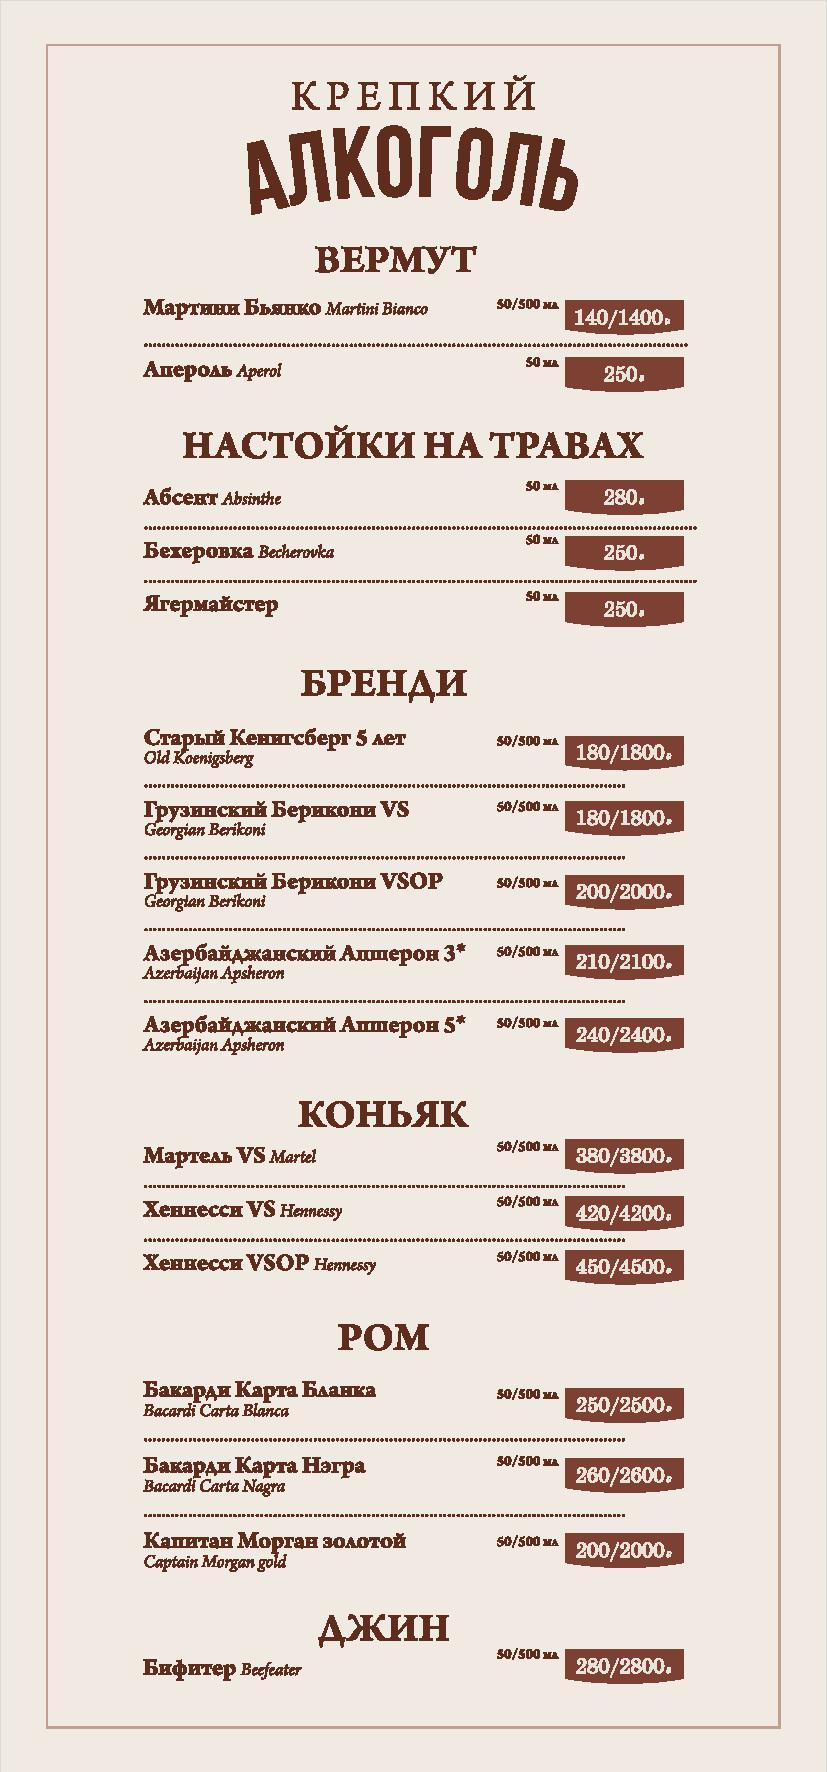 КРЕПКИЙ
АЛКОГОЛЬ
ВЕРМУТ
Мартини Бьянко Martini Bianco 50/500 мл 140/1400₽
Апероль Aperol 50 мл 250₽
НАСТОЙКИ НА ТРАВАХ
Абсент Absinthe 50 мл 280₽
Бехеровка Becherovka 50 мл 250₽
Ягермайстер 50 мл 250₽
БРЕНДИ
Старый Кенигсберг 5 лет 50/500 мл 180/1800₽
Old Koenigsberg
Грузинский Берикони VS 50/500 мл 180/1800₽
Georgian Berikoni
Грузинский Берикони VSOP 50/500 мл 200/2000₽
Georgian Berikoni
Азербайджанский Апшерон 3* 50/500 мл 210/2100₽
Azerbaijan Apsheron
Азербайджанский Апшерон 5* 50/500 мл 240/2400₽
Azerbaijan Apsheron
КОНЬЯК
Мартель VS Martel 50/500 мл 380/3800₽
Хеннесси VS Hennessy 50/500 мл 420/4200₽
Хеннесси VSOP Hennessy 50/500 мл 450/4500₽
РОМ
Бакарди Карта Бланка 50/500 мл 250/2500₽
Bacardi Carta Blanca
Бакарди Карта Нэгра 50/500 мл 260/2600₽
Bacardi Carta Nagra
Капитан Морган золотой 50/500 мл 200/2000₽
Captain Morgan gold
ДЖИН
Бифитер Beefeater 50/500 мл 280/2800₽